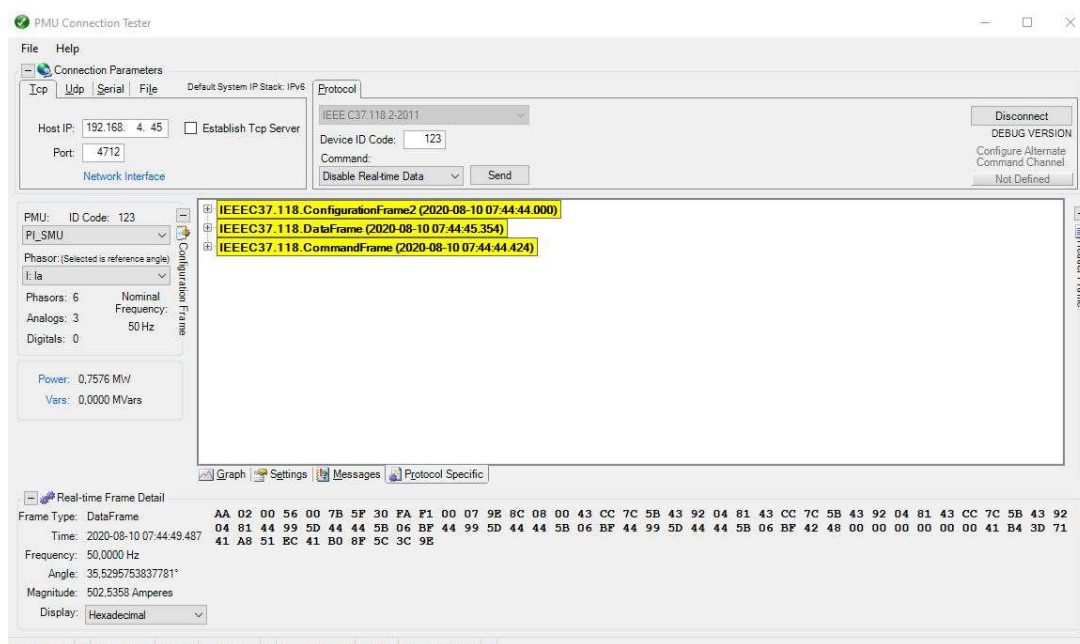 PMU Connection Tester
File Help
Connection Parameters
Tcp Udp Serial File Default System IP Stack: IPv6
Host IP: 192.168. 4. 45 Establish Tcp Server
Port: 4712
Network Interface
Protocol
IEEE C37.118.2-2011
Device ID Code: 123
Command:
Disable Real-time Data Send
Disconnect
DEBUG VERSION
Configure Alternate
Command Channel
Not Defined
PMU: ID Code: 123
PI_SMU
Phasor: (Selected is reference angle)
I: Ia
Phasors: 6
Analogs: 3
Digitals: 0
Nominal
Frequency:
50 Hz
Configuration Frame
Power: 0,7576 MW
Vars: 0,0000 MVars
IEEEC37.118.ConfigurationFrame2 (2020-08-10 07:44:44.000)
IEEEC37.118.DataFrame (2020-08-10 07:44:45.354)
IEEEC37.118.CommandFrame (2020-08-10 07:44:44.424)
Graph Settings Messages Protocol Specific
Real-time Frame Detail
Frame Type: DataFrame
Time: 2020-08-10 07:44:49.487
Frequency: 50,0000 Hz
Angle: 35,5295753837781°
Magnitude: 502,5358 Amperes
Display: Hexadecimal
AA 02 00 56 00 7B 5F 30 FA F1 00 07 9E 8C 08 00 43 CC 7C 5B 43 92 04 81 43 CC 7C 5B 43 92 04 81 43 CC 7C 5B 43 92
04 81 44 99 5D 44 44 5B 06 BF 44 99 5D 44 44 5B 06 BF 44 99 5D 44 44 5B 06 BF 42 48 00 00 00 00 00 00 41 B4 3D 71
41 A8 51 EC 41 B0 8F 5C 3C 9E